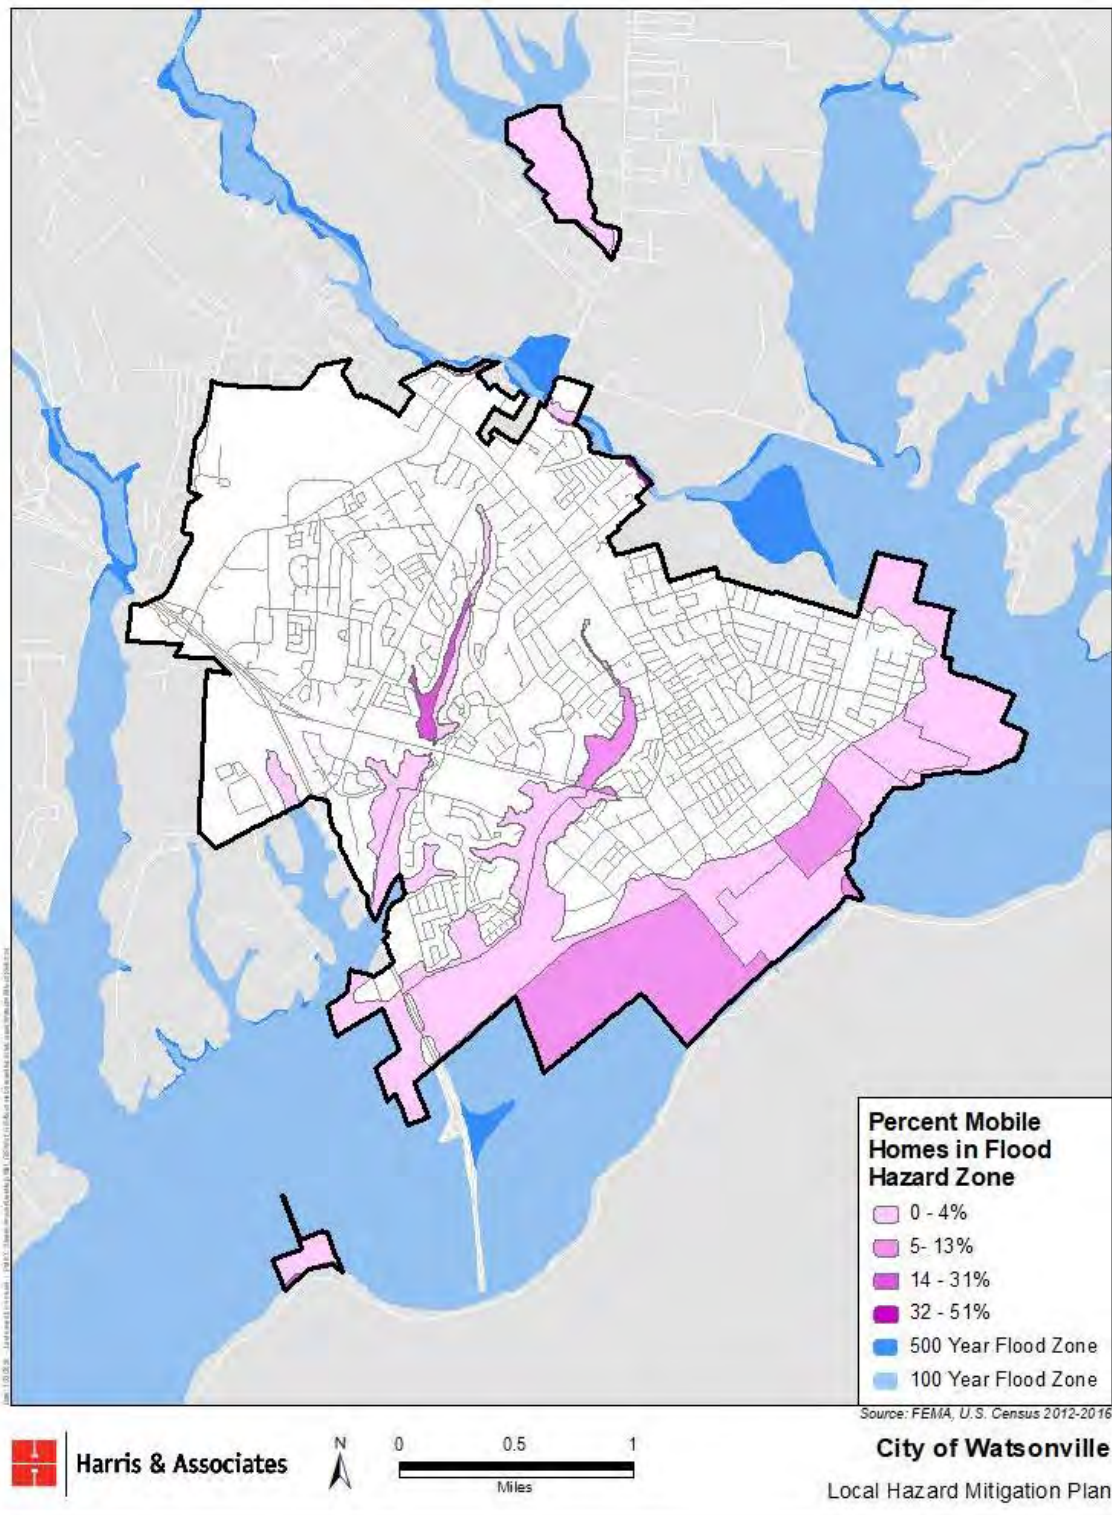 Percent Mobile
Homes in Flood
Hazard Zone
0 - 4%
5- 13%
14 - 31%
32 - 51%
500 Year Flood Zone
100 Year Flood Zone
Source: FEMA, U.S. Census 2012-2016
Harris & Associates
N
0 0.5 1
Miles
City of Watsonville
Local Hazard Mitigation Plan